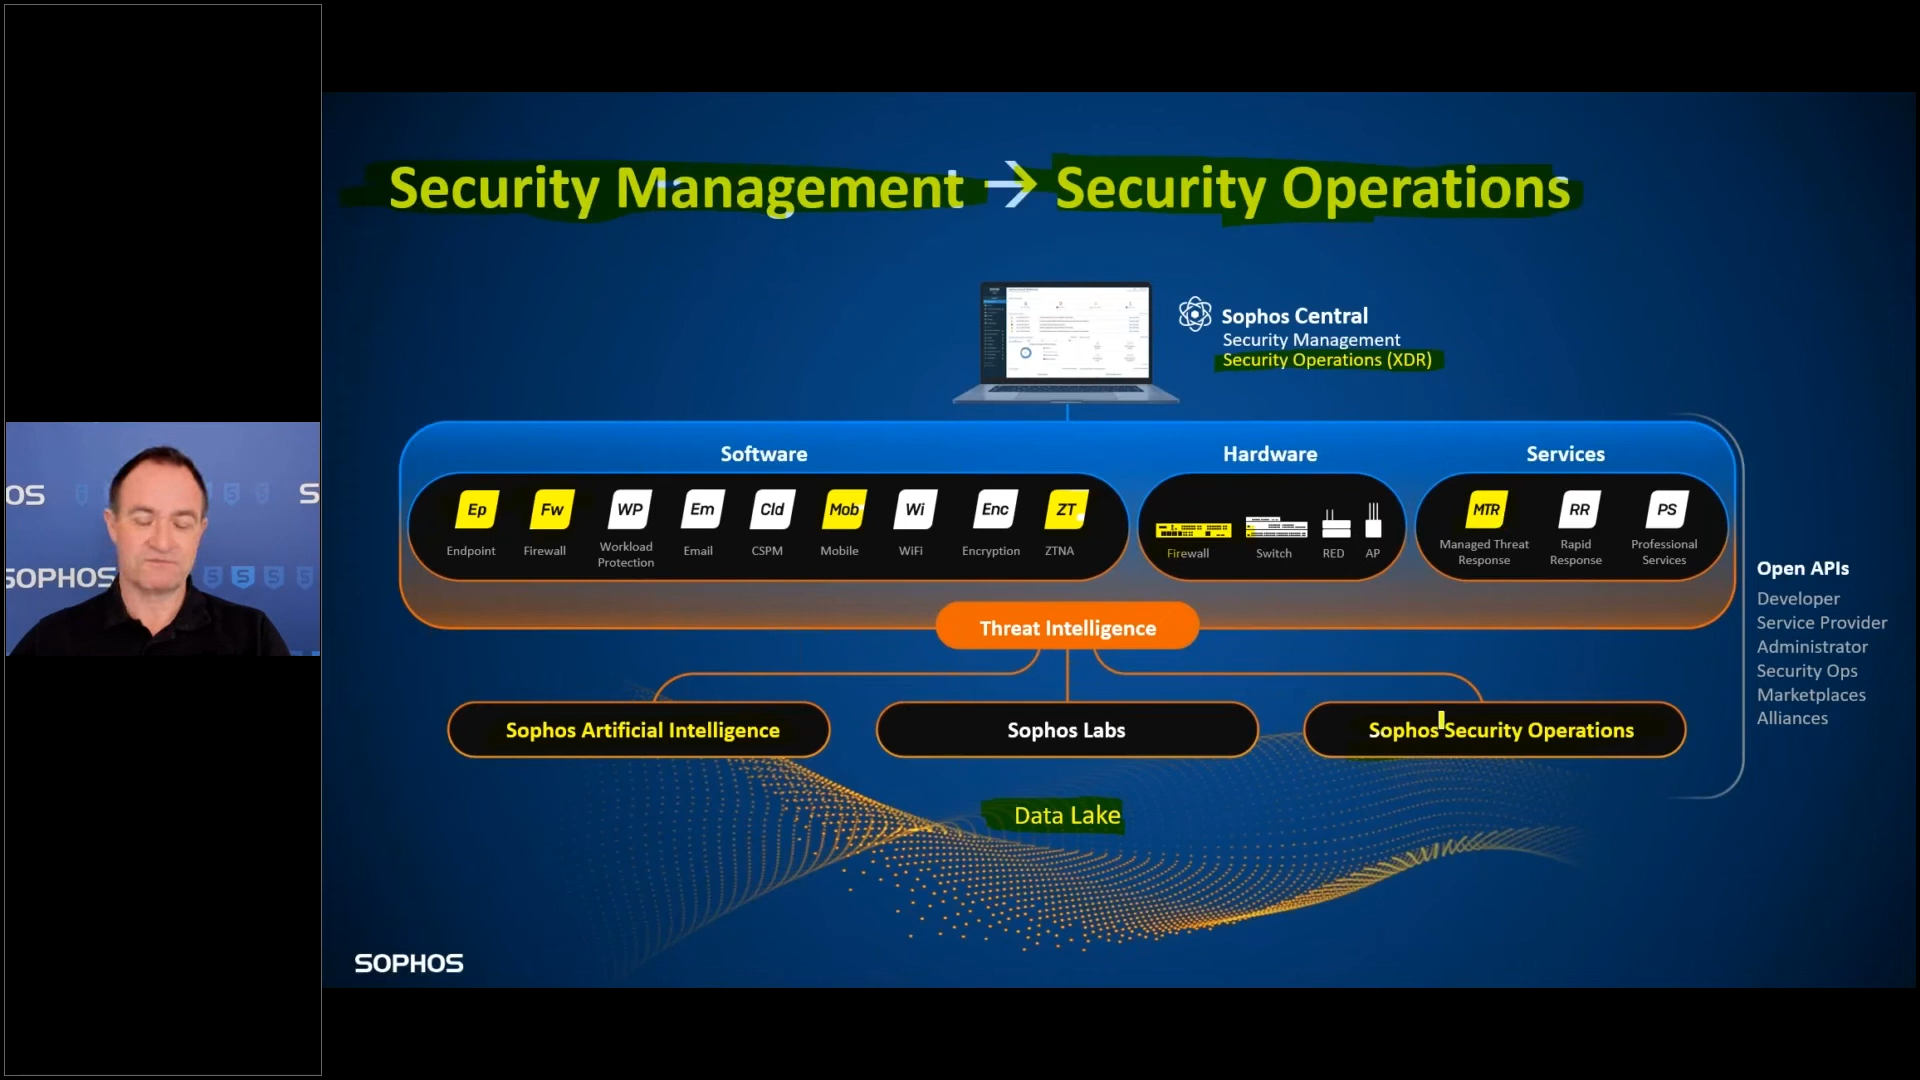 Security Management → Security Operations
Sophos Central
Security Management
Security Operations (XDR)
Software
Hardware
Services
Ep
Fw
WP
Em
Cld
Mob
Wi
Enc
ZT
MTR
RR
PS
Endpoint
Firewall
Workload
Protection
Email
CSPM
Mobile
WiFi
Encryption
ZTNA
Firewall
Switch
RED
AP
Managed Threat
Response
Rapid
Response
Professional
Services
Threat Intelligence
Sophos Artificial Intelligence
Sophos Labs
Sophos Security Operations
Data Lake
Open APIs
Developer
Service Provider
Administrator
Security Ops
Marketplaces
Alliances
SOPHOS
OS
S
SOPHOS